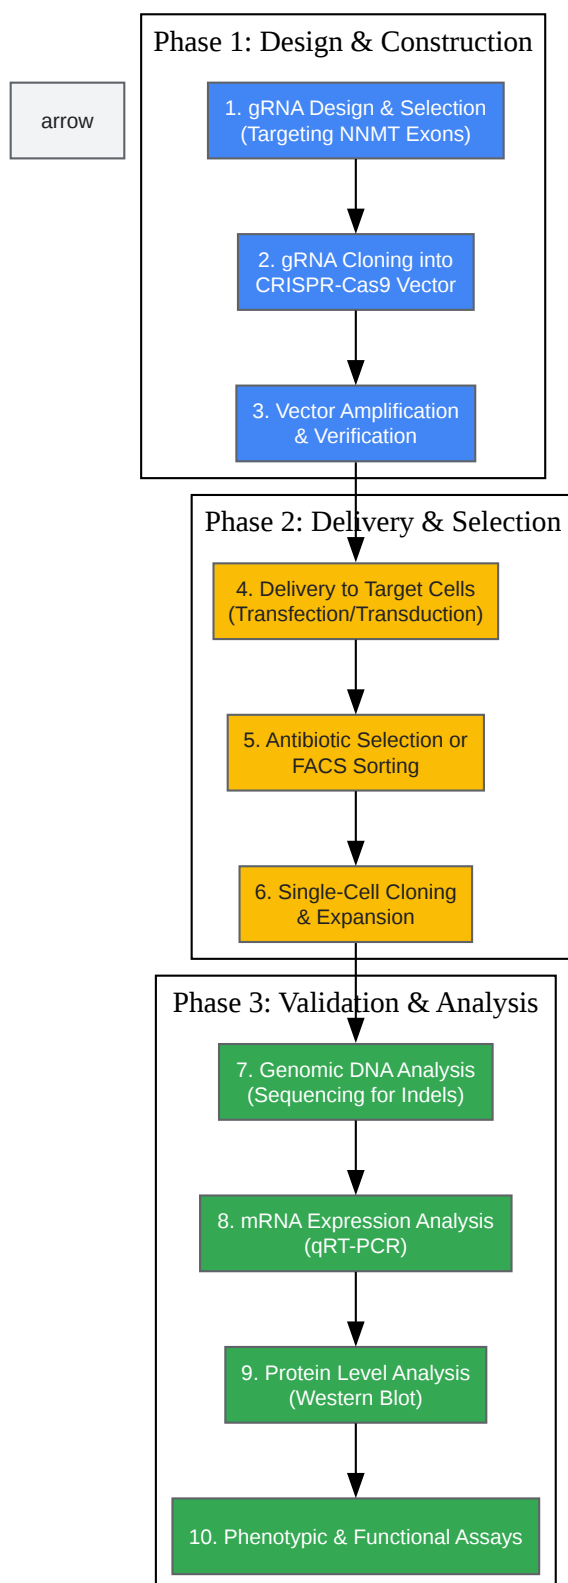 Phase 1: Design & Construction
arrow
1. gRNA Design & Selection
(Targeting NNMT Exons)
2. gRNA Cloning into
CRISPR-Cas9 Vector
3. Vector Amplification
& Verification
Phase 2: Delivery & Selection
4. Delivery to Target Cells
(Transfection/Transduction)
5. Antibiotic Selection or
FACS Sorting
6. Single-Cell Cloning
& Expansion
Phase 3: Validation & Analysis
7. Genomic DNA Analysis
(Sequencing for Indels)
8. mRNA Expression Analysis
(qRT-PCR)
9. Protein Level Analysis
(Western Blot)
10. Phenotypic & Functional Assays